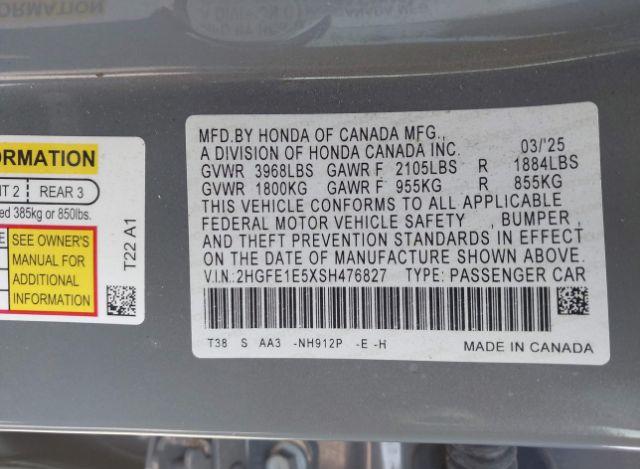 ORMATION
NT 2 REAR 3
ed 385kg or 850lbs.
E SEE OWNER'S
MANUAL FOR
ADDITIONAL
INFORMATION
T22 A1
MFD.BY HONDA OF CANADA MFG.,
A DIVISION OF HONDA CANADA INC. 03/'25
GVWR 3968LBS GAWR F 2105LBS R 1884LBS
GVWR 1800KG GAWR F 955KG R 855KG
THIS VEHICLE CONFORMS TO ALL APPLICABLE
FEDERAL MOTOR VEHICLE SAFETY , BUMPER ,
AND THEFT PREVENTION STANDARDS IN EFFECT
ON THE DATE OF MANUFACTURE SHOWN ABOVE.
V.I.N.:2HGFE1E5XSH476827 TYPE: PASSENGER CAR
T38 S AA3 -NH912P -E -H
MADE IN CANADA